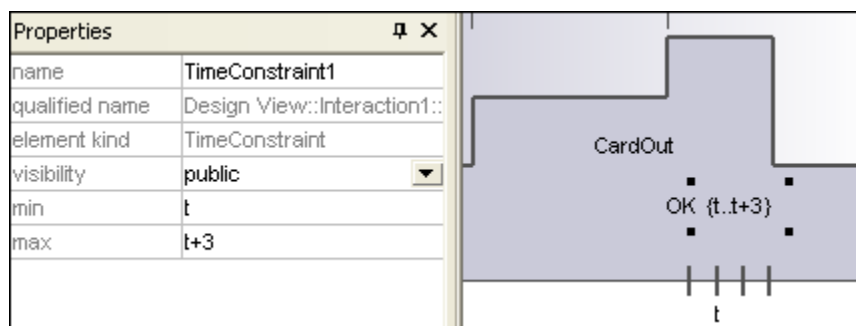 Properties
name TimeConstraint1
qualified name Design View::Interaction1::
element kind TimeConstraint
visibility public
min t
max t+3
CardOut
OK {t..t+3}
t